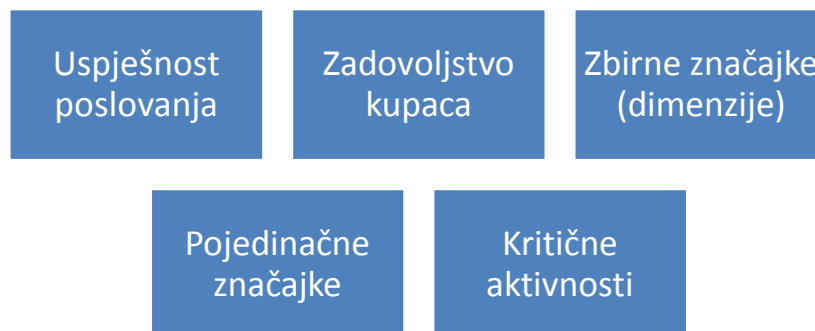 Uspješnost
poslovanja
Zadovoljstvo
kupaca
Zbirne značajke
(dimenzije)
Pojedinačne
značajke
Kritične
aktivnosti